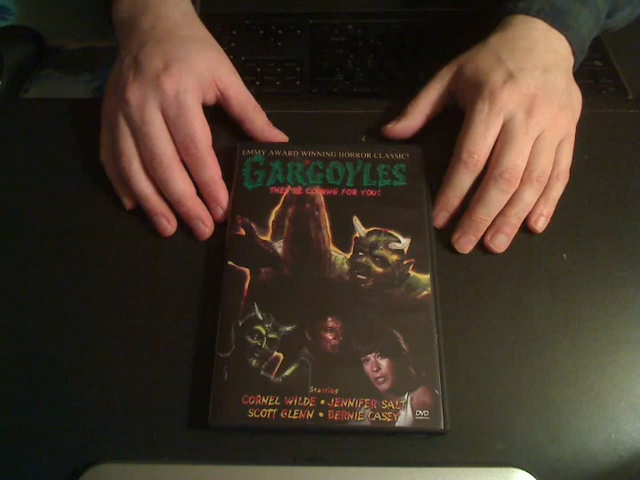 EMMY AWARD WINNING HORROR CLASSIC!
GARGOYLES
THEY'RE COMING FOR YOU!
Starring
CORNEL WILDE • JENNIFER SALT
SCOTT GLENN • BERNIE CASEY
DVD